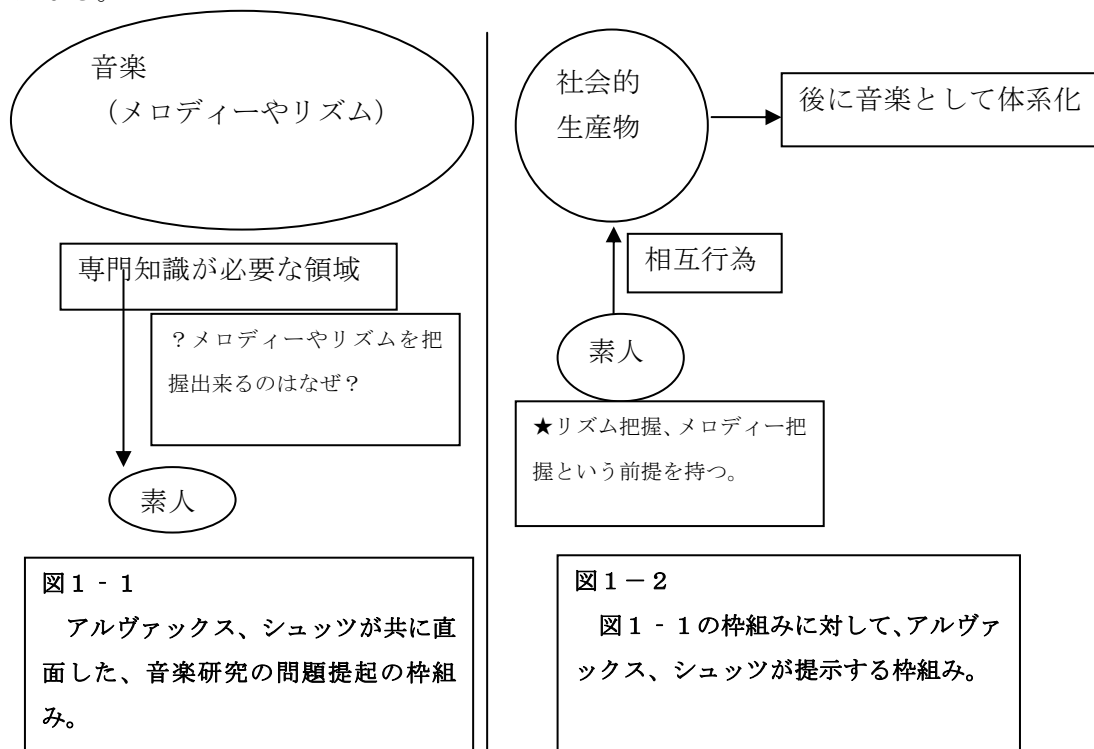 音楽
（メロディーやリズム）
専門知識が必要な領域
？メロディーやリズムを把
握出来るのはなぜ？
素人
図１‐１
アルヴァックス、シュッツが共に直
面した、音楽研究の問題提起の枠組
み。
社会的
生産物
後に音楽として体系化
相互行為
素人
★リズム把握、メロディー把
握という前提を持つ。
図１－２
図１‐１の枠組みに対して、アルヴァ
ックス、シュッツが提示する枠組み。